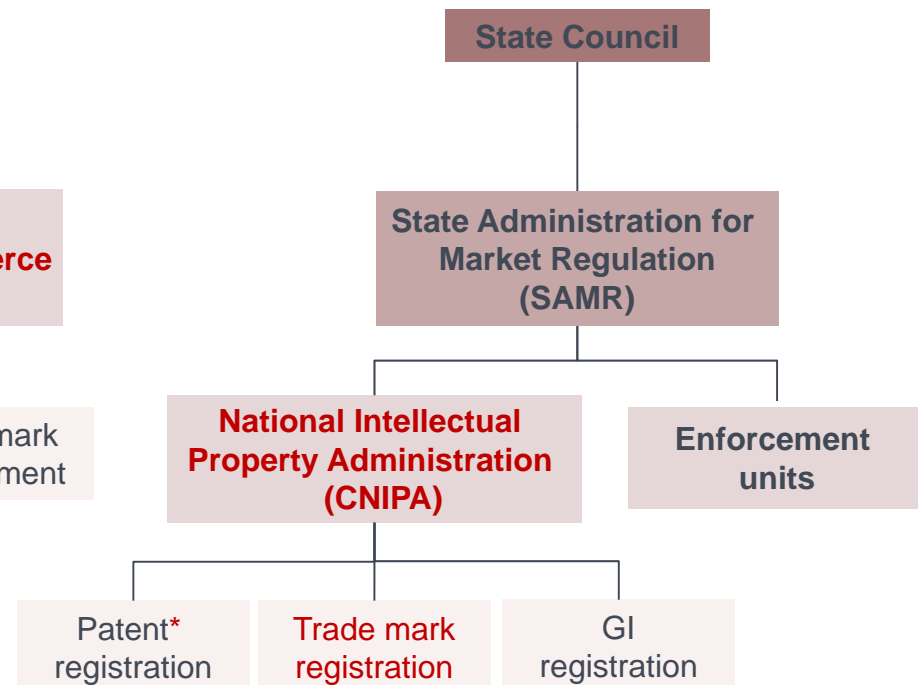 State Council
State Administration for
Market Regulation
(SAMR)
erce
National Intellectual
Property Administration
(CNIPA)
Enforcement
units
mark
ment
Patent*
registration
Trade mark
registration
GI
registration